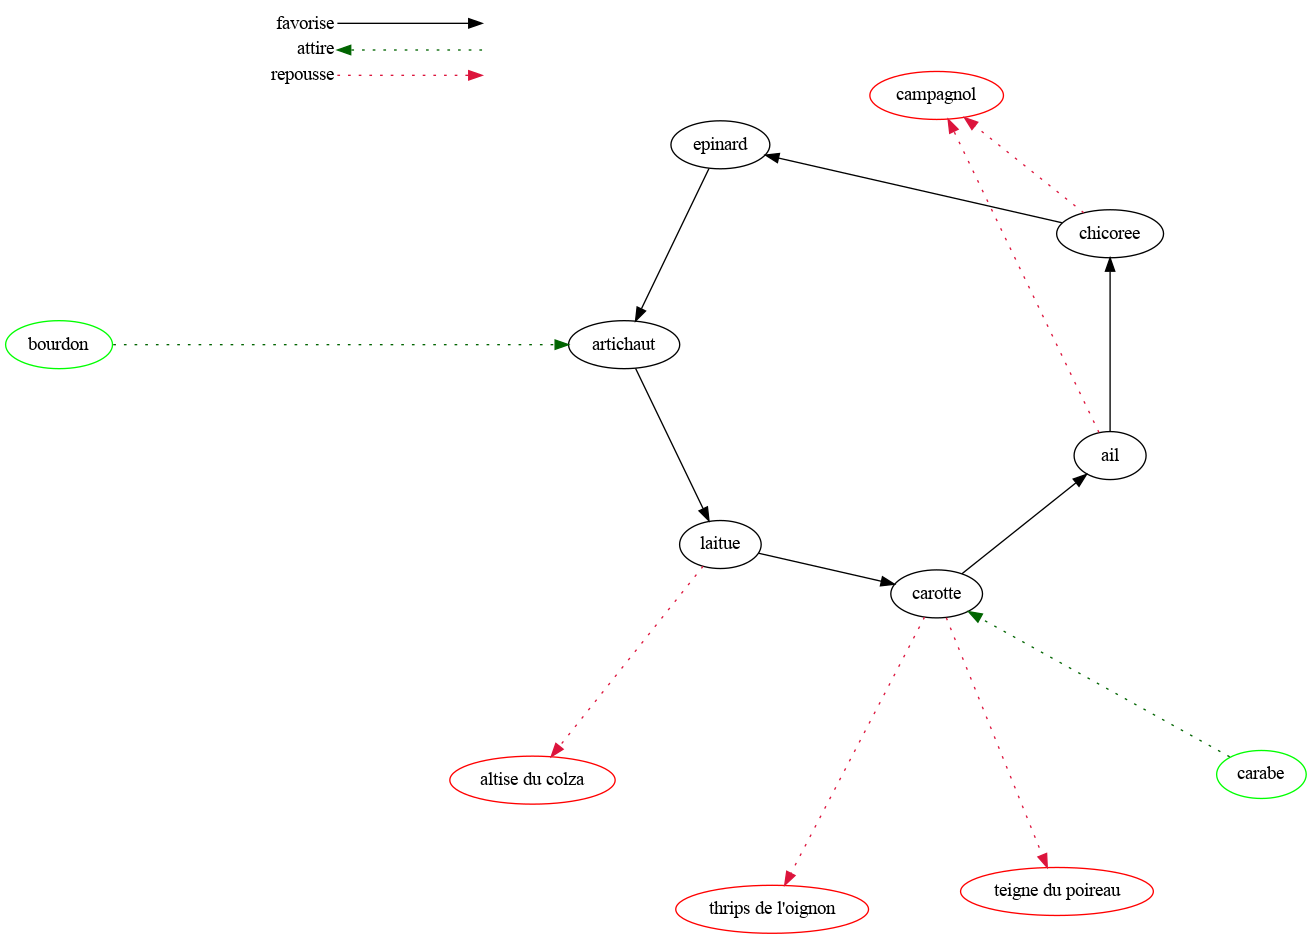 favorise
attire
repousse
campagnol
epinard
chicoree
bourdon
artichaut
ail
laitue
carotte
altise du colza
carabe
teigne du poireau
thrips de l'oignon